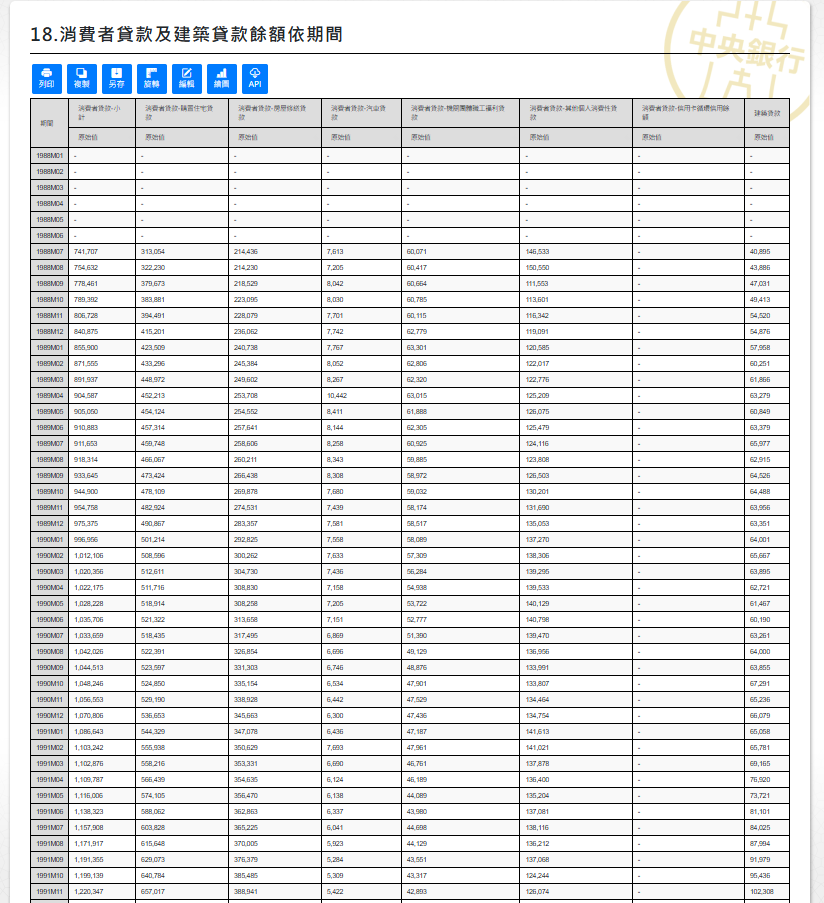 中央銀行
18.消費者貸款及建築貸款餘額依期間
列印 複製 另存 旋轉 編輯 繪圖 API
期間 消費者貸款-小計 消費者貸款-購置住宅貸款 消費者貸款-房屋修繕貸款 消費者貸款-汽車貸款 消費者貸款-機關團體職工福利貸款 消費者貸款-其他個人消費性貸款 消費者貸款-信用卡循環信用餘額 建築貸款
原始值 原始值 原始值 原始值 原始值 原始值 原始值 原始值
1988M01 - - - - - - - -
1988M02 - - - - - - - -
1988M03 - - - - - - - -
1988M04 - - - - - - - -
1988M05 - - - - - - - -
1988M06 - - - - - - - -
1988M07 741,707 313,054 214,436 7,613 60,071 146,533 - 40,895
1988M08 754,632 322,230 214,230 7,205 60,417 150,550 - 43,886
1988M09 778,461 379,673 218,529 8,042 60,664 111,553 - 47,031
1988M10 789,392 383,881 223,095 8,030 60,785 113,601 - 49,413
1988M11 806,728 394,491 228,079 7,701 60,115 116,342 - 54,520
1988M12 840,875 415,201 236,062 7,742 62,779 119,091 - 54,876
1989M01 855,900 423,509 240,738 7,767 63,301 120,585 - 57,958
1989M02 871,555 433,296 245,384 8,052 62,806 122,017 - 60,251
1989M03 891,937 448,972 249,602 8,267 62,320 122,776 - 61,866
1989M04 904,587 452,213 253,708 10,442 63,015 125,209 - 63,279
1989M05 905,050 454,124 254,552 8,411 61,888 126,075 - 60,849
1989M06 910,883 457,314 257,641 8,144 62,305 125,479 - 63,379
1989M07 911,653 459,748 258,606 8,258 60,925 124,116 - 65,977
1989M08 918,314 466,067 260,211 8,343 59,885 123,808 - 62,915
1989M09 933,645 473,424 266,438 8,308 58,972 126,503 - 64,526
1989M10 944,900 478,109 269,878 7,680 59,032 130,201 - 64,488
1989M11 954,758 482,924 274,531 7,439 58,174 131,690 - 63,956
1989M12 975,375 490,867 283,357 7,581 58,517 135,053 - 63,351
1990M01 996,956 501,214 292,825 7,558 58,089 137,270 - 64,001
1990M02 1,012,106 508,596 300,262 7,633 57,309 138,306 - 65,667
1990M03 1,020,356 512,611 304,730 7,436 56,284 139,295 - 63,895
1990M04 1,022,175 511,716 308,830 7,158 54,938 139,533 - 62,721
1990M05 1,028,228 518,914 308,258 7,205 53,722 140,129 - 61,467
1990M06 1,035,706 521,322 313,658 7,151 52,777 140,798 - 60,190
1990M07 1,033,659 518,435 317,495 6,869 51,390 139,470 - 63,261
1990M08 1,042,026 522,391 326,854 6,696 49,129 136,956 - 64,000
1990M09 1,044,513 523,597 331,303 6,746 48,876 133,991 - 63,855
1990M10 1,048,246 524,850 335,154 6,534 47,901 133,807 - 67,291
1990M11 1,056,553 529,190 338,928 6,442 47,529 134,464 - 65,236
1990M12 1,070,806 536,653 345,663 6,300 47,436 134,754 - 66,079
1991M01 1,086,643 544,329 347,078 6,436 47,187 141,613 - 65,058
1991M02 1,103,242 555,938 350,629 7,693 47,961 141,021 - 65,781
1991M03 1,102,876 558,216 353,331 6,690 46,761 137,878 - 69,165
1991M04 1,109,787 566,439 354,635 6,124 46,189 136,400 - 76,920
1991M05 1,116,006 574,105 356,470 6,138 44,089 135,204 - 73,721
1991M06 1,138,323 588,062 362,863 6,337 43,980 137,081 - 81,101
1991M07 1,157,908 603,828 365,225 6,041 44,698 138,116 - 84,025
1991M08 1,171,917 615,648 370,005 5,923 44,129 136,212 - 87,994
1991M09 1,191,355 629,073 376,379 5,284 43,551 137,068 - 91,979
1991M10 1,199,139 640,784 385,485 5,309 43,317 124,244 - 95,436
1991M11 1,220,347 657,017 388,941 5,422 42,893 126,074 - 102,308